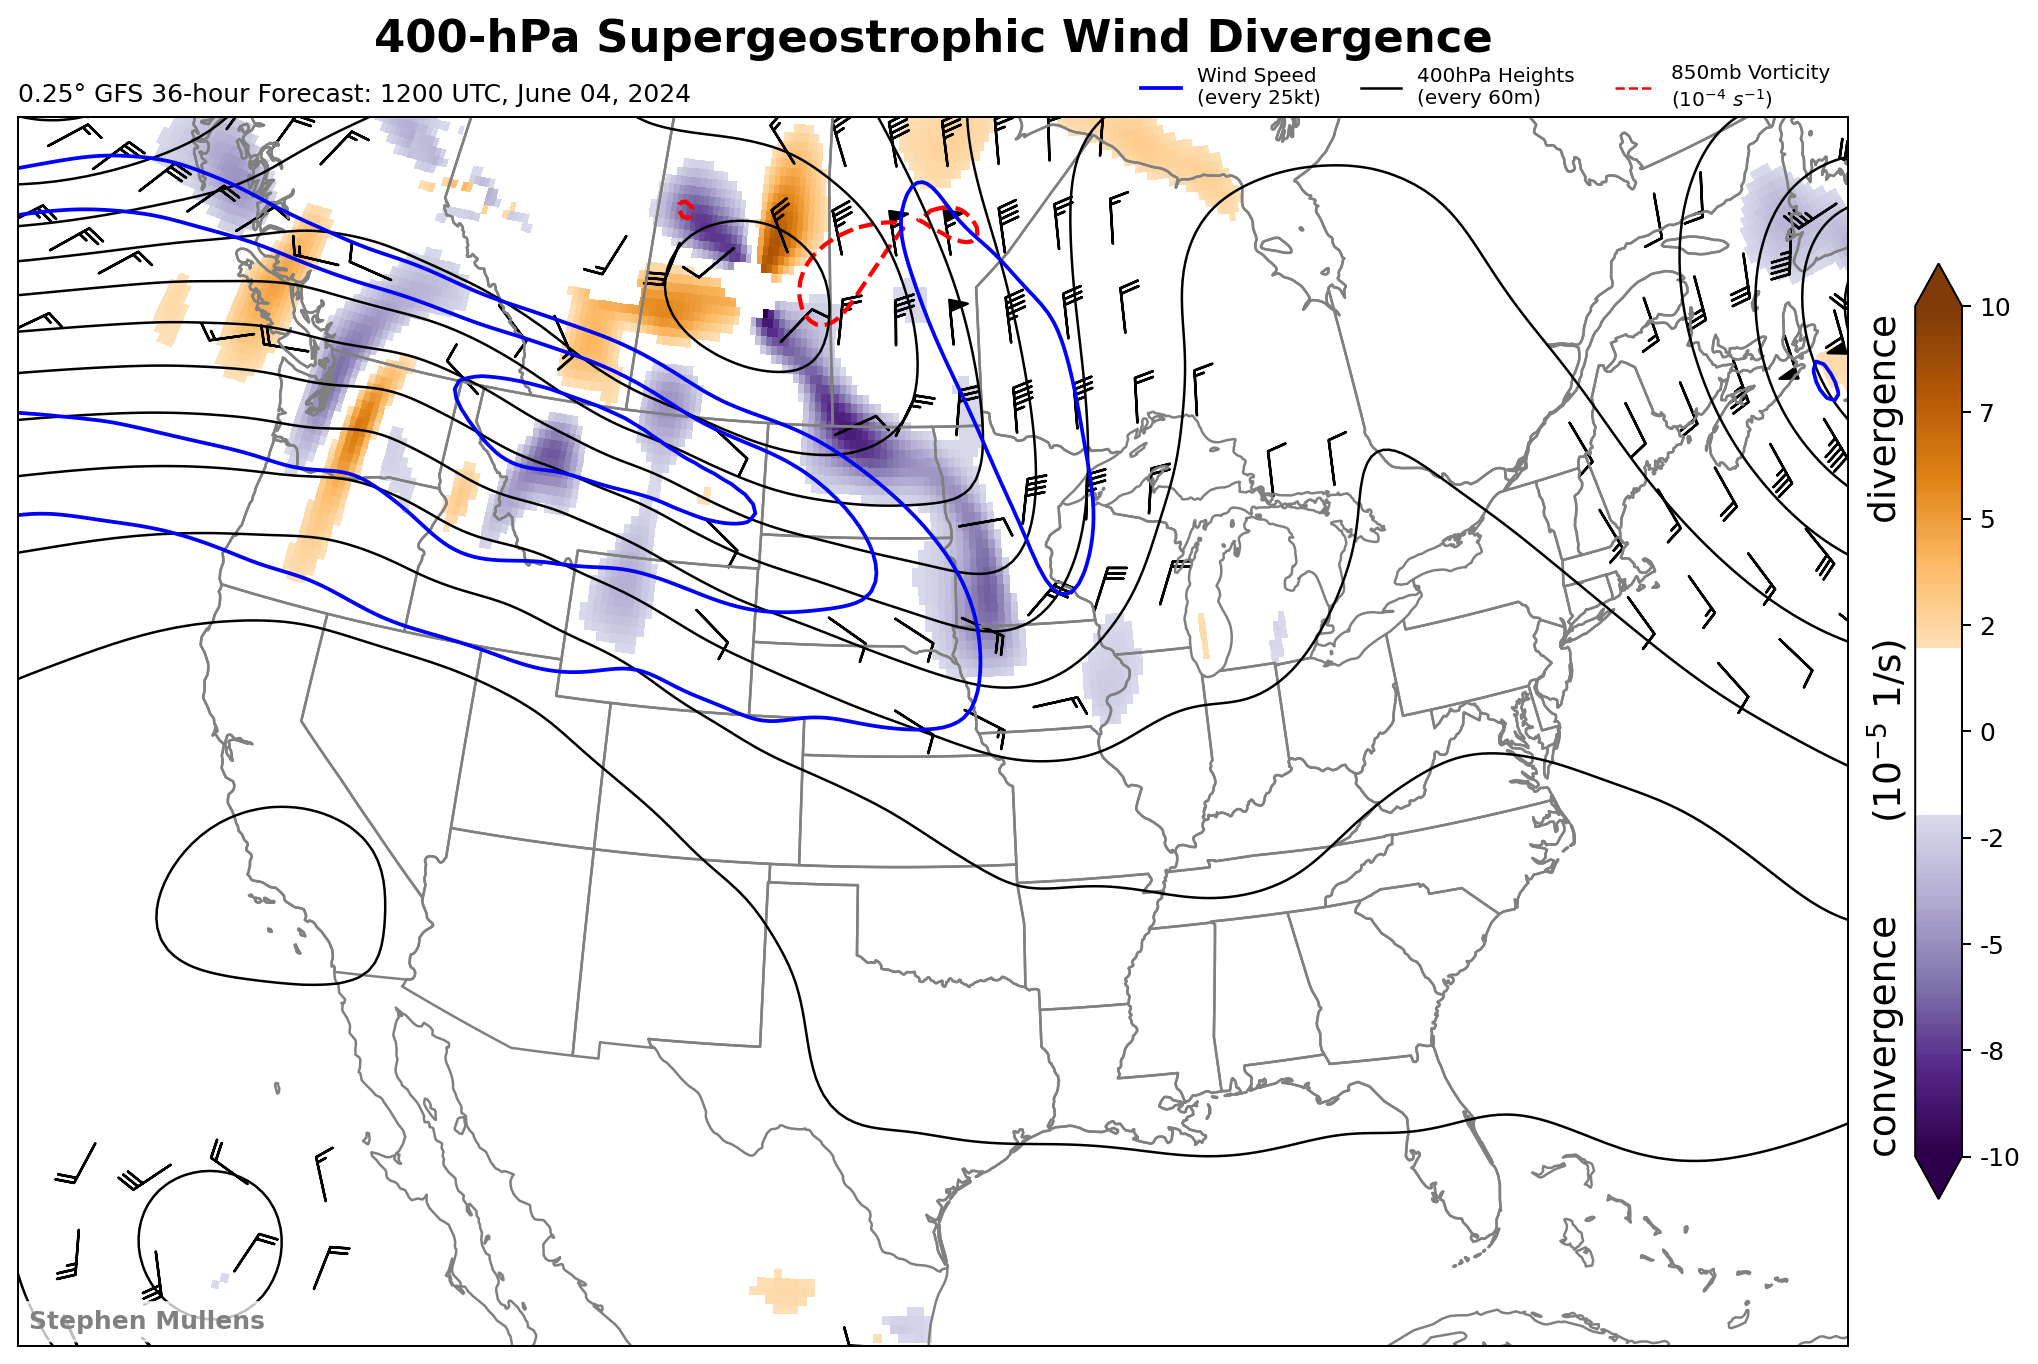 400-hPa Supergeostrophic Wind Divergence
0.25° GFS 36-hour Forecast: 1200 UTC, June 04, 2024
Wind Speed
(every 25kt)
400hPa Heights
(every 60m)
850mb Vorticity
(10⁻⁴ s⁻¹)
10
7
5
2
0
-2
-5
-8
-10
convergence (10⁻⁵ 1/s) divergence
Stephen Mullens